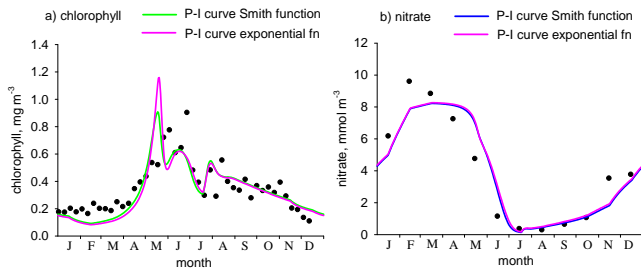 a) chlorophyll
P-I curve Smith function
P-I curve exponential fn
chlorophyll, mg m-3
1.4
1.2
1.0
0.8
0.6
0.4
0.2
0.0
J F M A M J J A S O N D
month
b) nitrate
P-I curve Smith function
P-I curve exponential fn
nitrate, mmol m-3
12
10
8
6
4
2
0
J F M A M J J A S O N D
month